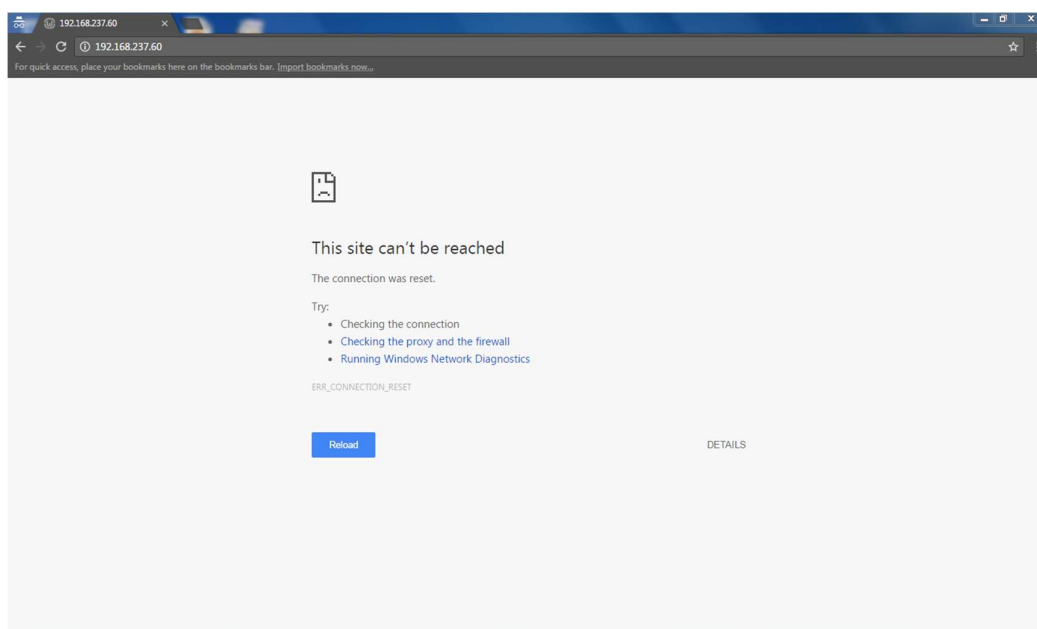 192.168.237.60
192.168.237.60
For quick access, place your bookmarks here on the bookmarks bar. Import bookmarks now...
This site can't be reached
The connection was reset.
Try:
Checking the connection
Checking the proxy and the firewall
Running Windows Network Diagnostics
ERR_CONNECTION_RESET
Reload DETAILS